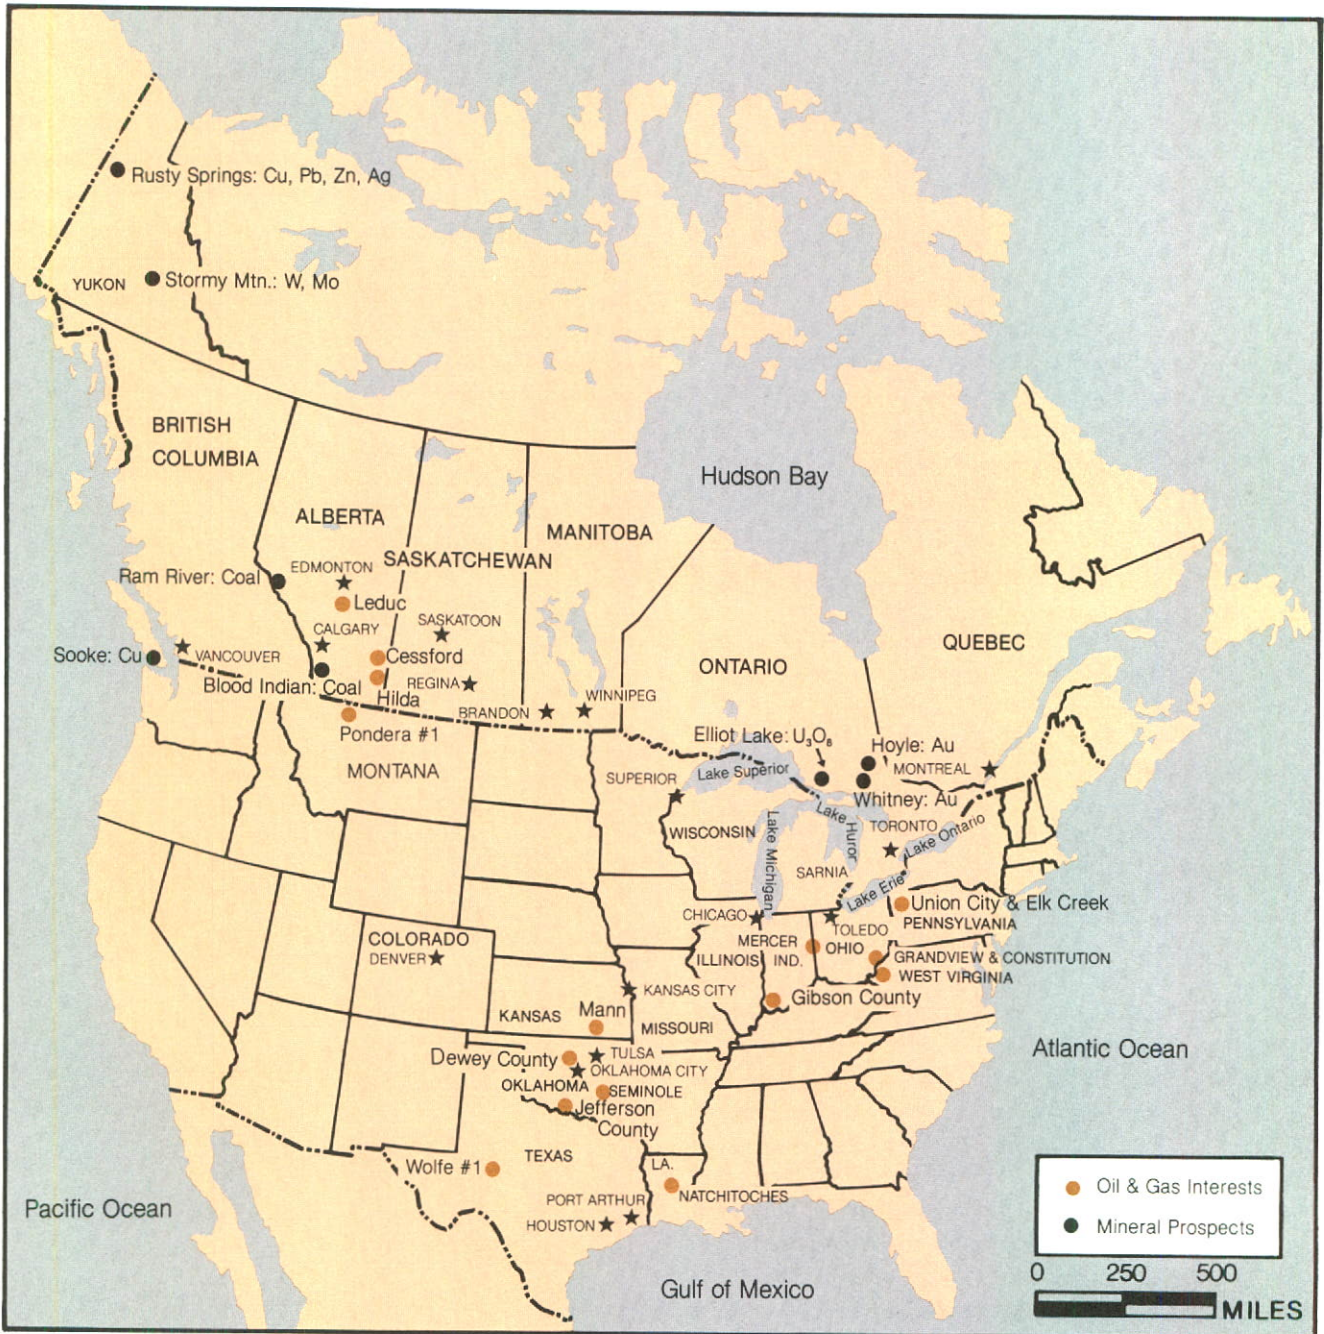 Rusty Springs: Cu, Pb, Zn, Ag
YUKON
Stormy Mtn.: W, Mo
BRITISH
COLUMBIA
Hudson Bay
ALBERTA
MANITOBA
SASKATCHEWAN
EDMONTON
Ram River: Coal
Leduc
SASKATOON
CALGARY
QUEBEC
Sooke: Cu
VANCOUVER
Cessford
ONTARIO
Blood Indian: Coal
REGINA
Hilda
WINNIPEG
BRANDON
Pondera #1
Elliot Lake: U₃O₈
Hoyle: Au
MONTANA
MONTREAL
SUPERIOR
Lake Superior
Whitney: Au
WISCONSIN
Lake Michigan
Lake Huror
TORONTO
Lake Ontario
SARNIA
Lake Erie
Union City & Elk Creek
CHICAGO
TOLEDO
PENNSYLVANIA
COLORADO
MERCER
OHIO
DENVER
ILLINOIS
IND.
GRANDVIEW & CONSTITUTION
WEST VIRGINIA
KANSAS CITY
Gibson County
KANSAS
Mann
MISSOURI
Dewey County
TULSA
OKLAHOMA CITY
Atlantic Ocean
OKLAHOMA
SEMINOLE
Jefferson
County
Wolfe #1
TEXAS
LA.
NATCHITOCHES
PORT ARTHUR
HOUSTON
Pacific Ocean
Gulf of Mexico
Oil & Gas Interests
Mineral Prospects
0 250 500
MILES